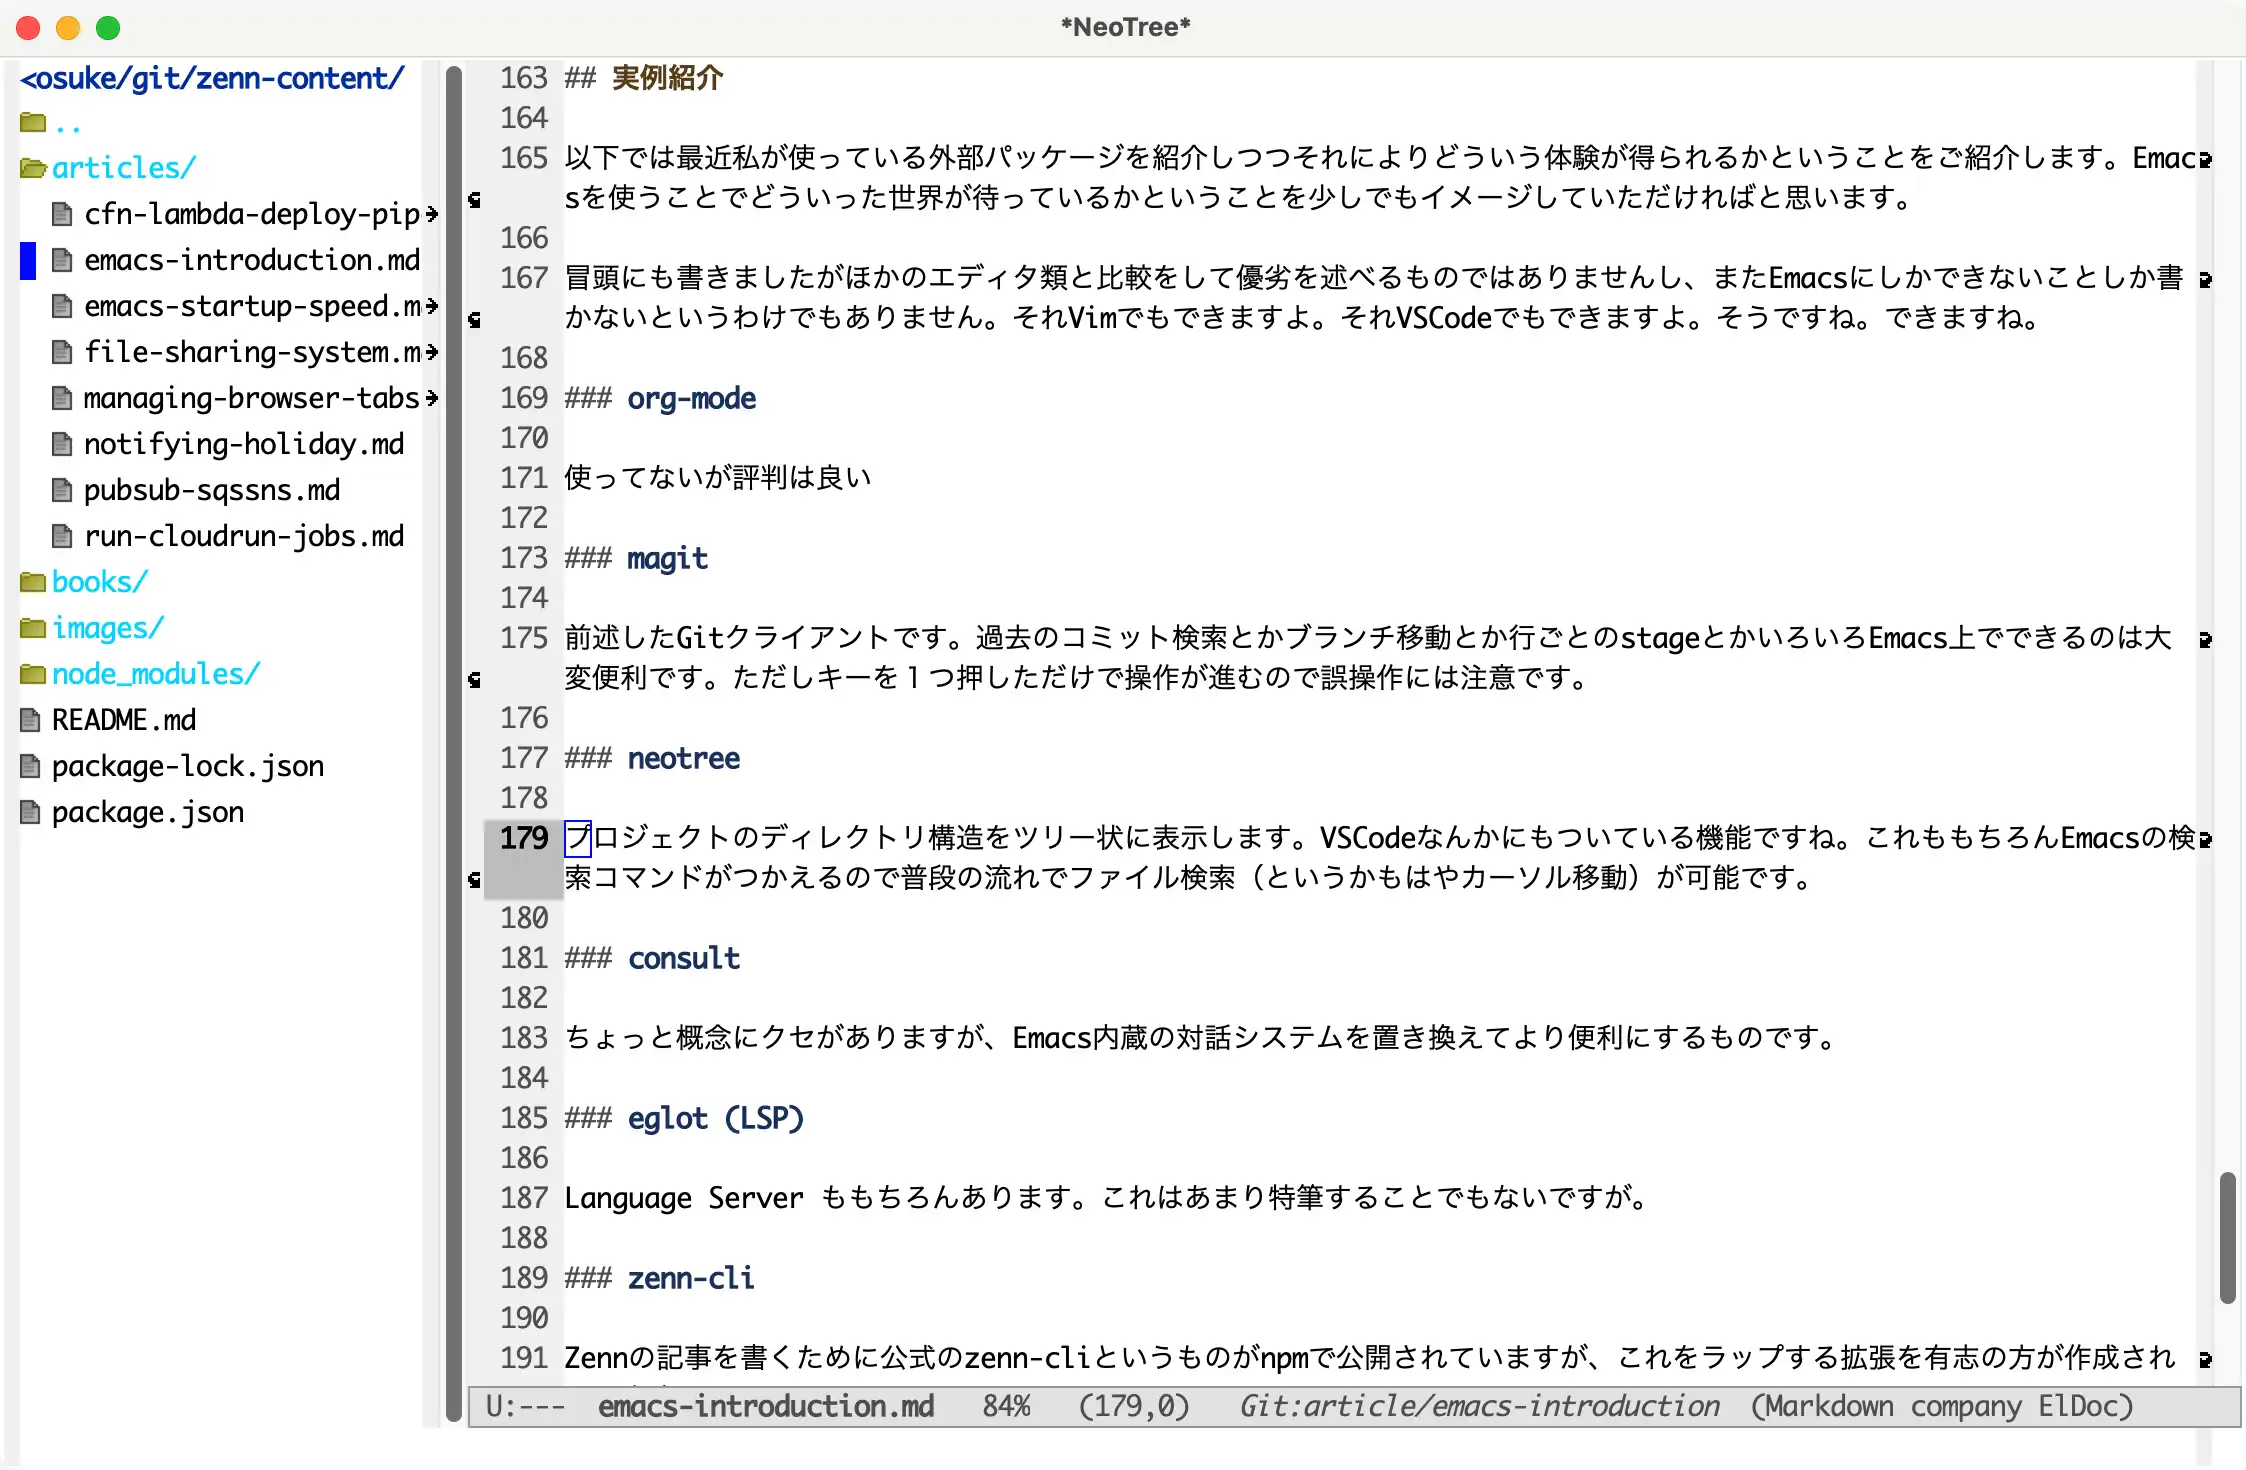 *NeoTree*
<osuke/git/zenn-content/
..
articles/
cfn-lambda-deploy-pip
emacs-introduction.md
emacs-startup-speed.m
file-sharing-system.m
managing-browser-tabs
notifying-holiday.md
pubsub-sqssns.md
run-cloudrun-jobs.md
books/
images/
node_modules/
README.md
package-lock.json
package.json
163 ## 実例紹介
164
165 以下では最近私が使っている外部パッケージを紹介しつつそれによりどういう体験が得られるかということをご紹介します。Emac
sを使うことでどういった世界が待っているかということを少しでもイメージしていただければと思います。
166
167 冒頭にも書きましたがほかのエディタ類と比較をして優劣を述べるものではありませんし、またEmacsにしかできないことしか書
かないというわけでもありません。それVimでもできますよ。それVSCodeでもできますよ。そうですね。できますね。
168
169 ### org-mode
170
171 使ってないが評判は良い
172
173 ### magit
174
175 前述したGitクライアントです。過去のコミット検索とかブランチ移動とか行ごとのstageとかいろいろEmacs上でできるのは大
変便利です。ただしキーを１つ押しただけで操作が進むので誤操作には注意です。
176
177 ### neotree
178
179 プロジェクトのディレクトリ構造をツリー状に表示します。VSCodeなんかにもついている機能ですね。これももちろんEmacsの検
索コマンドがつかえるので普段の流れでファイル検索（というかもはやカーソル移動）が可能です。
180
181 ### consult
182
183 ちょっと概念にクセがありますが、Emacs内蔵の対話システムを置き換えてより便利にするものです。
184
185 ### eglot (LSP)
186
187 Language Server ももちろんあります。これはあまり特筆することでもないですが。
188
189 ### zenn-cli
190
191 Zennの記事を書くために公式のzenn-cliというものがnpmで公開されていますが、これをラップする拡張を有志の方が作成され
U:--- emacs-introduction.md 84% (179,0) Git:article/emacs-introduction (Markdown company ElDoc)